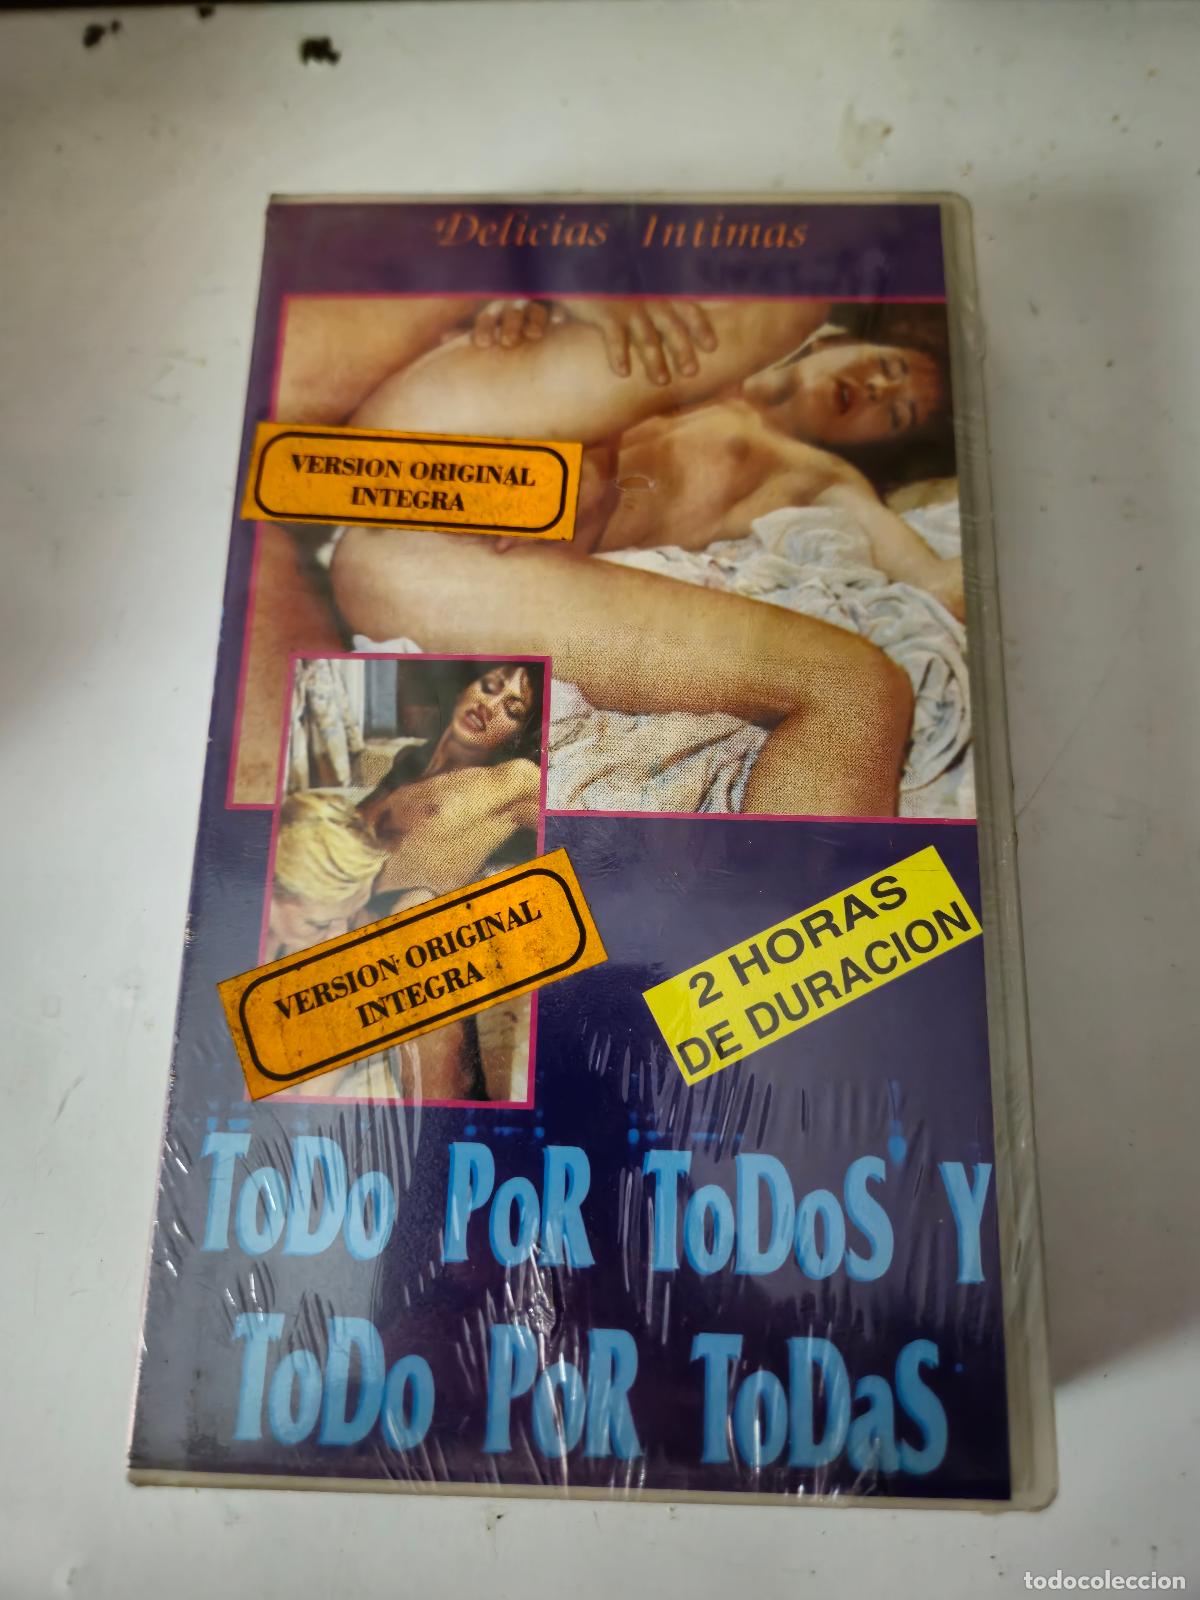 Delicias Intimas
VERSION ORIGINAL
INTEGRA
VERSION ORIGINAL
INTEGRA
2 HORAS
DE DURACION
ToDo PoR ToDoS Y
ToDo PoR ToDaS
todocoleccion